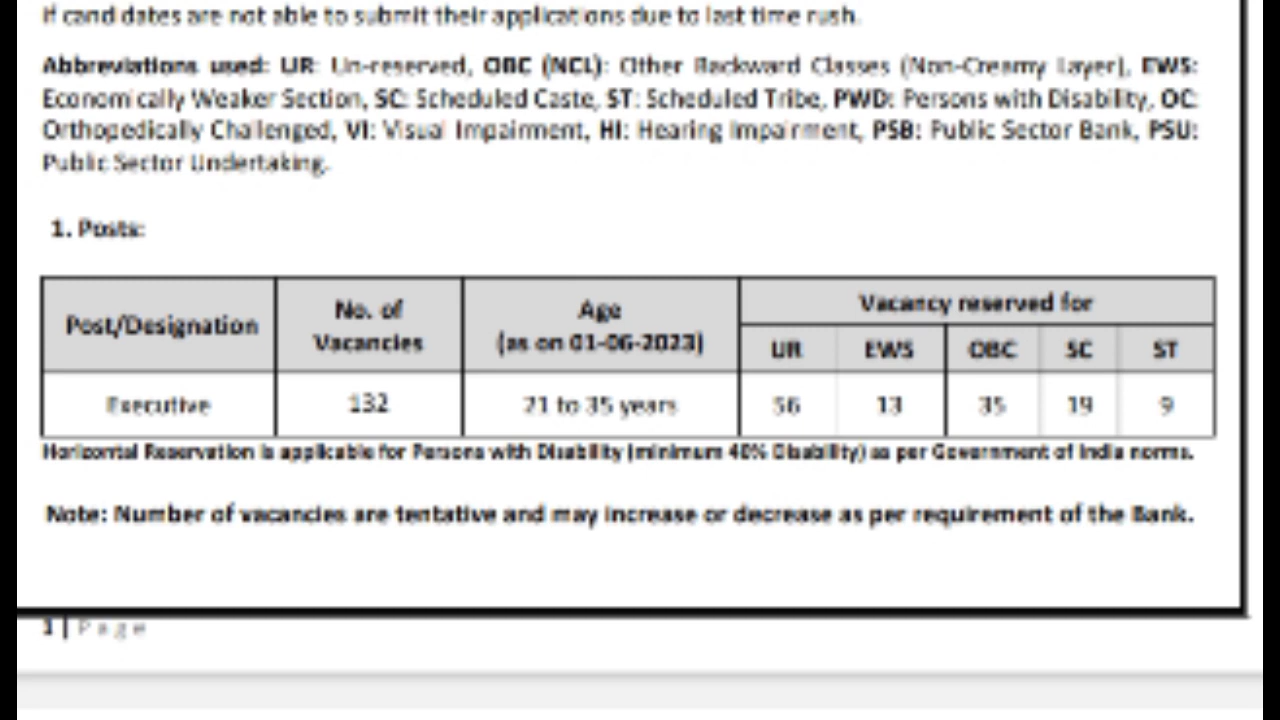 if candidates are not able to submit their applications due to last time rush.
Abbreviations used: UR: Un-reserved, OBC (NCL): Other Backward Classes (Non-Creamy Layer), EWS:
Economically Weaker Section, SC: Scheduled Caste, ST: Scheduled Tribe, PWD: Persons with Disability, OC:
Orthopedically Challenged, VI: Visual Impairment, HI: Hearing Impairment, PSB: Public Sector Bank, PSU:
Public Sector Undertaking.
1. Posts:
Post/Designation No. of Vacancies Age (as on 01-06-2023) Vacancy reserved for
UR EWS OBC SC ST
Executive 132 21 to 35 years 56 13 35 19 9
Horizontal Reservation is applicable for Persons with Disability (minimum 40% Disability) as per Government of India norms.
Note: Number of vacancies are tentative and may increase or decrease as per requirement of the Bank.
1 | Page